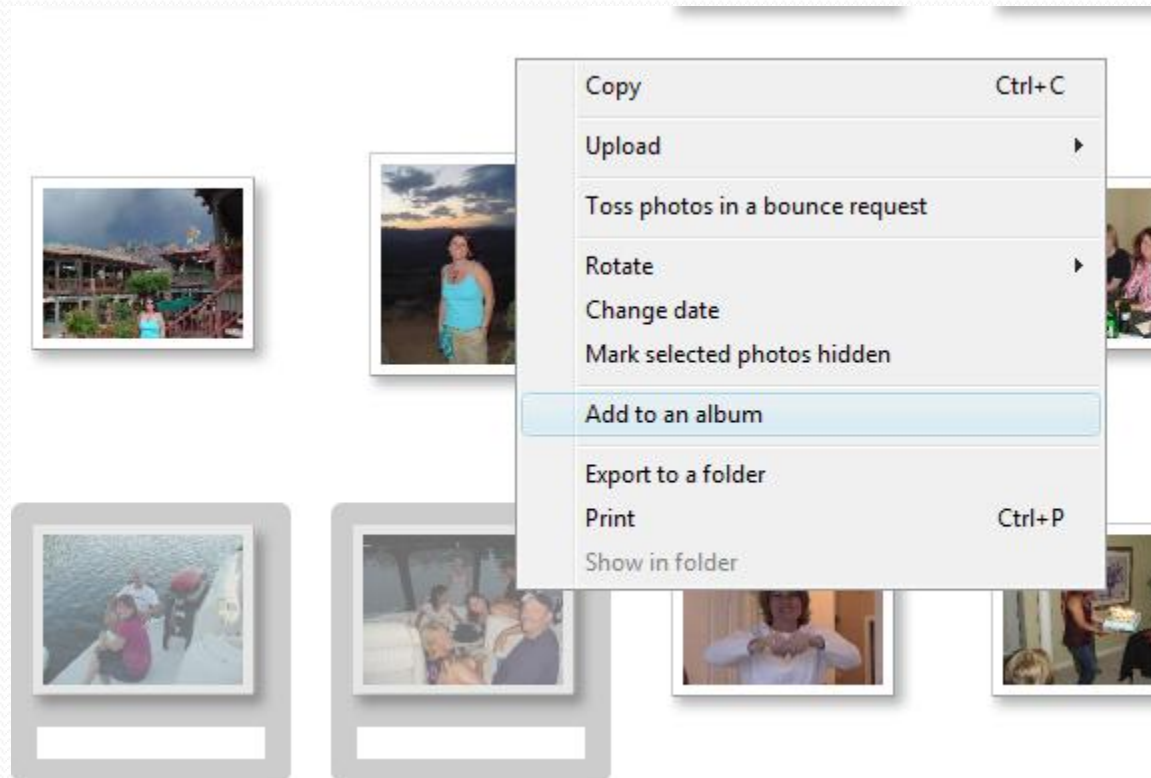 Copy Ctrl+C
Upload
Toss photos in a bounce request
Rotate
Change date
Mark selected photos hidden
Add to an album
Export to a folder
Print Ctrl+P
Show in folder